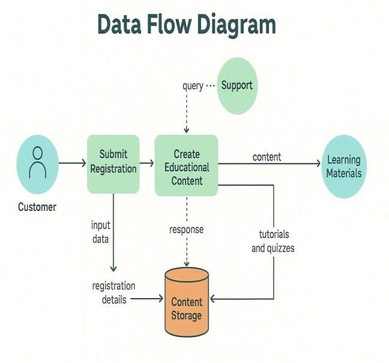 Data Flow Diagram
query
Support
Submit
Registration
Create
Educational
Content
content
Learning
Materials
Customer
input
data
response
tutorials
and quizzes
registration
details
Content
Storage